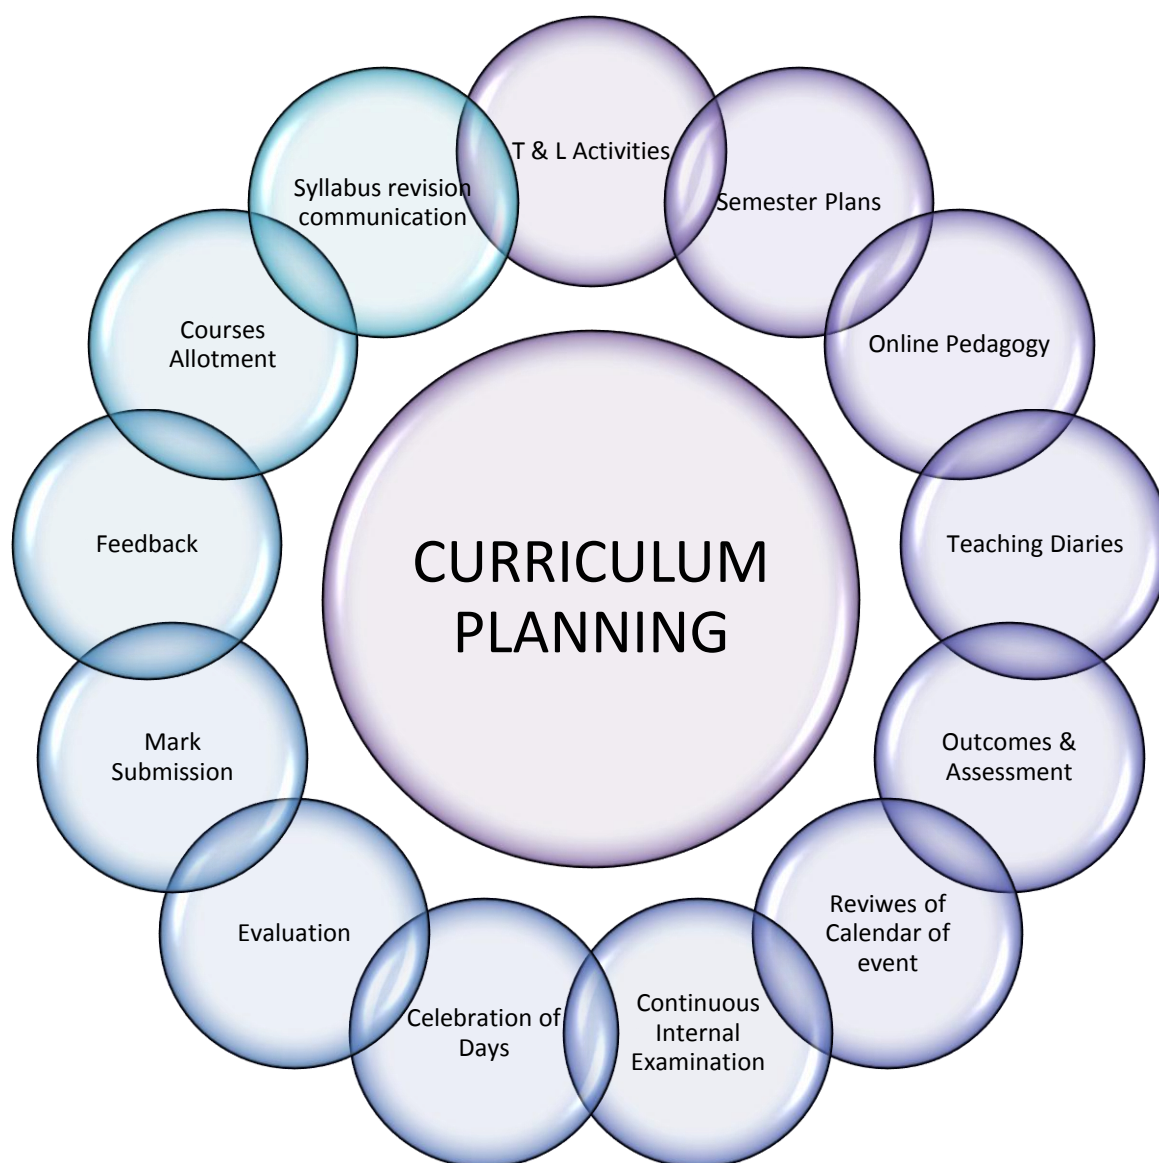 T & L Activities
Semester Plans
Online Pedagogy
Teaching Diaries
Outcomes &
Assessment
Reviwes of
Calendar of
event
Continuous
Internal
Examination
Celebration of
Days
Evaluation
Mark
Submission
Feedback
Courses
Allotment
Syllabus revision
communication
CURRICULUM
PLANNING